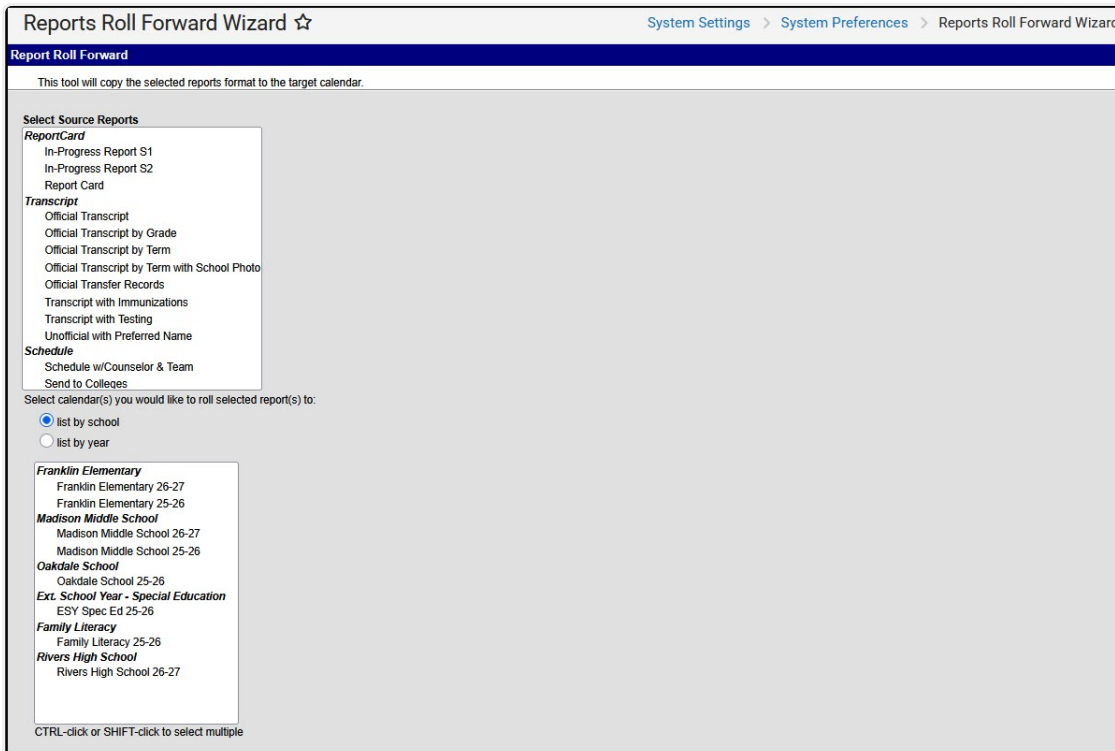 Reports Roll Forward Wizard ☆
System Settings > System Preferences > Reports Roll Forward Wizard
Report Roll Forward
This tool will copy the selected reports format to the target calendar.
Select Source Reports
ReportCard
In-Progress Report S1
In-Progress Report S2
Report Card
Transcript
Official Transcript
Official Transcript by Grade
Official Transcript by Term
Official Transcript by Term with School Photo
Official Transfer Records
Transcript with Immunizations
Transcript with Testing
Unofficial with Preferred Name
Schedule
Schedule w/Counselor & Team
Send to Colleges
Select calendar(s) you would like to roll selected report(s) to:
list by school
list by year
Franklin Elementary
Franklin Elementary 26-27
Franklin Elementary 25-26
Madison Middle School
Madison Middle School 26-27
Madison Middle School 25-26
Oakdale School
Oakdale School 25-26
Ext. School Year - Special Education
ESY Spec Ed 25-26
Family Literacy
Family Literacy 25-26
Rivers High School
Rivers High School 26-27
CTRL-click or SHIFT-click to select multiple